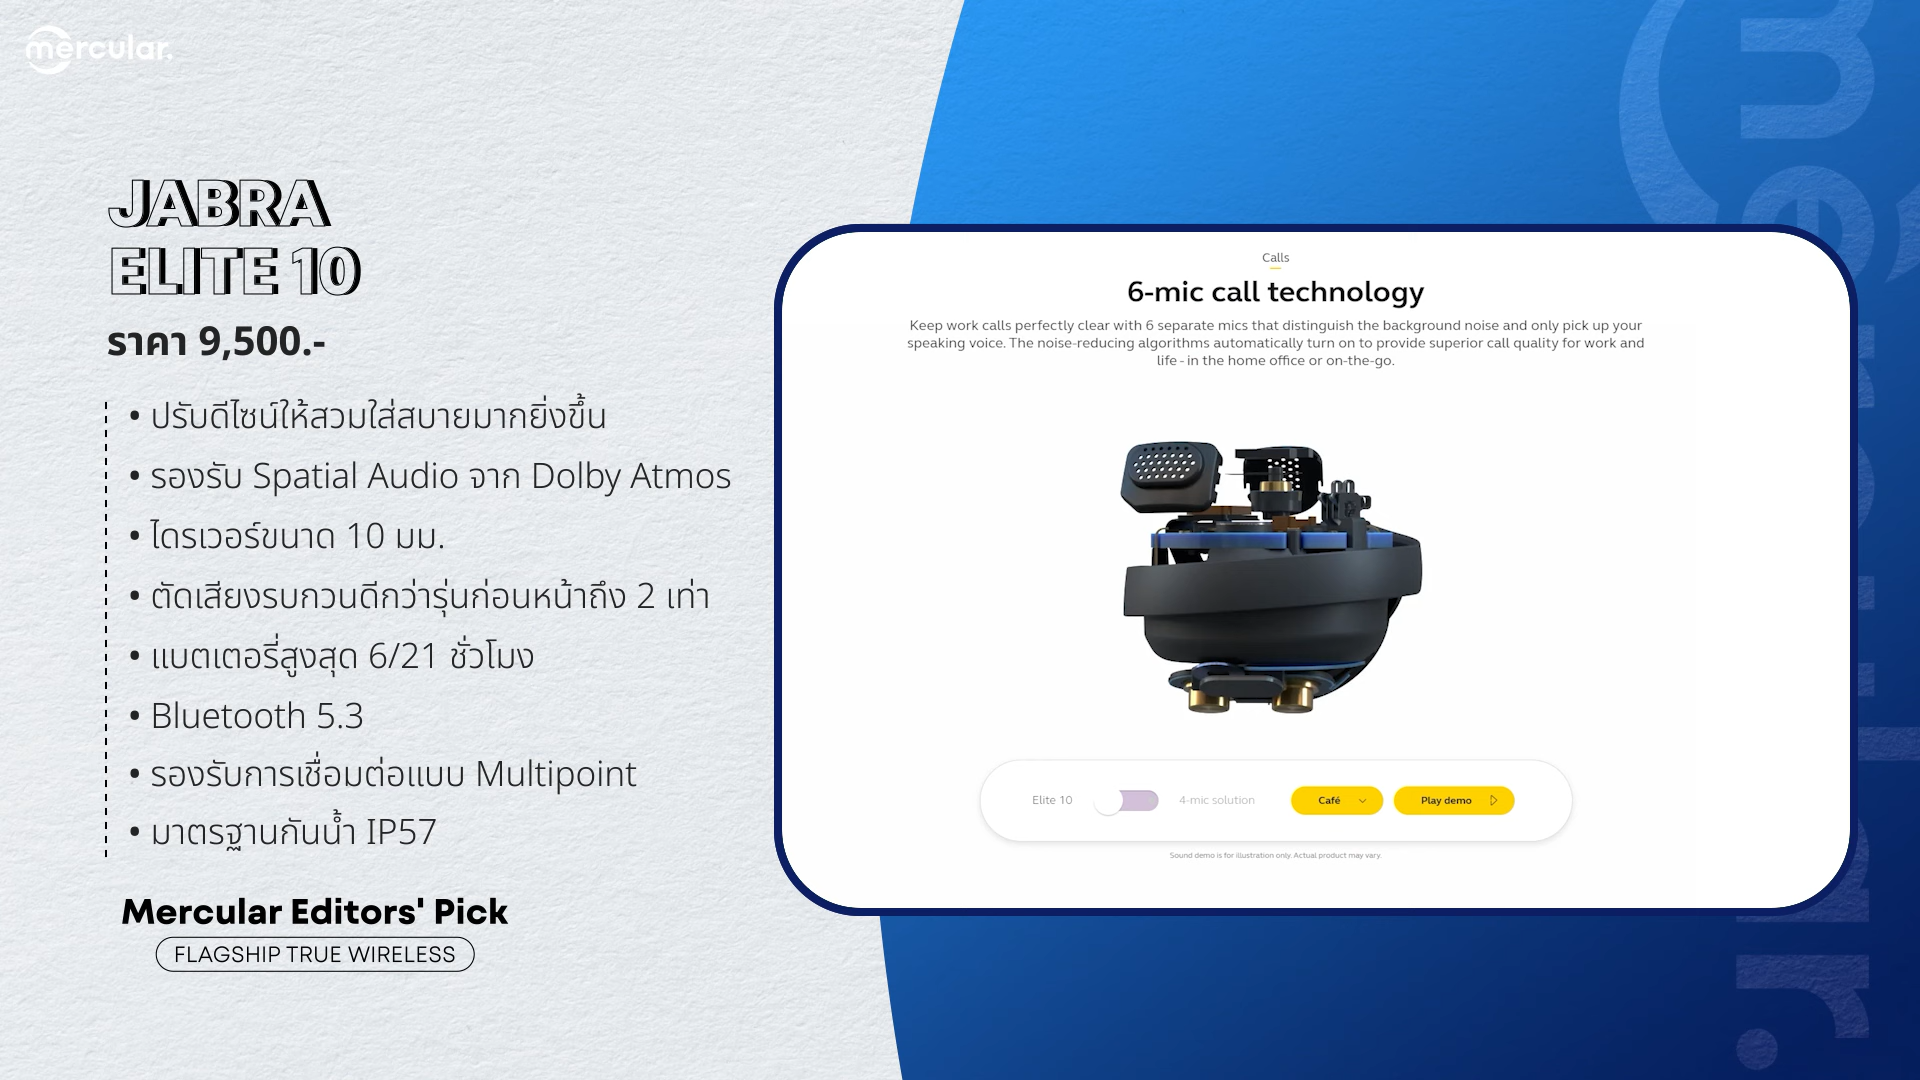 mercular.
JABRA
ELITE 10
ราคา 9,500.-
• ปรับดีไซน์ให้สวมใส่สบายมากยิ่งขึ้น
• รองรับ Spatial Audio จาก Dolby Atmos
• ไดรเวอร์ขนาด 10 มม.
• ตัดเสียงรบกวนดีกว่ารุ่นก่อนหน้าถึง 2 เท่า
• แบตเตอรี่สูงสุด 6/21 ชั่วโมง
• Bluetooth 5.3
• รองรับการเชื่อมต่อแบบ Multipoint
• มาตรฐานกันน้ำ IP57
Mercular Editors' Pick
FLAGSHIP TRUE WIRELESS
Calls
6-mic call technology
Keep work calls perfectly clear with 6 separate mics that distinguish the background noise and only pick up your
speaking voice. The noise-reducing algorithms automatically turn on to provide superior call quality for work and
life - in the home office or on-the-go.
Elite 10
4-mic solution
Café
Play demo
Sound demo is for illustration only. Actual product may vary.